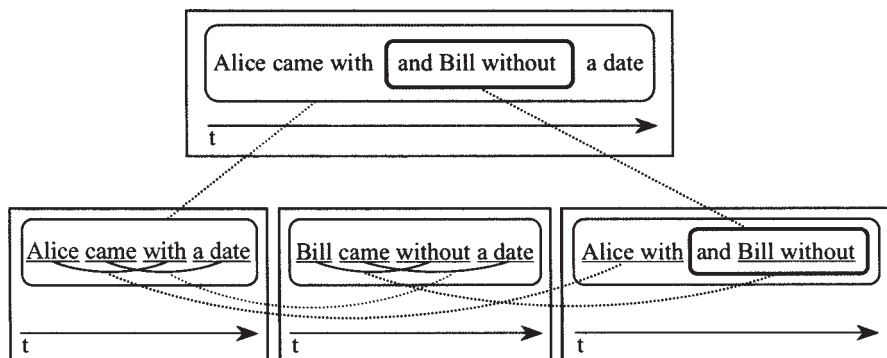 Alice came with and Bill without a date
t
Alice came with a date Bill came without a date Alice with and Bill without
t t t